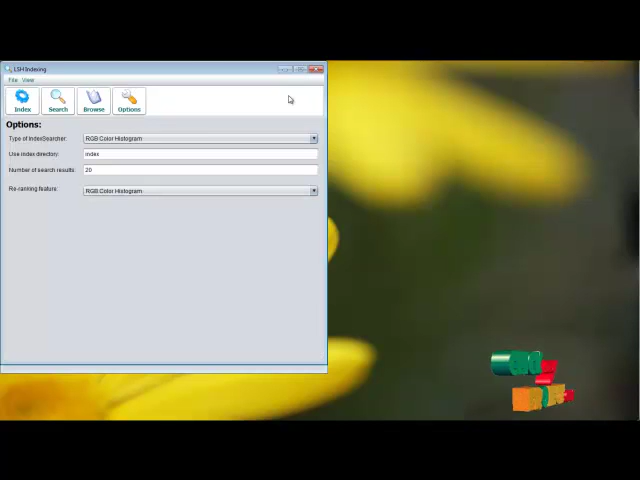 LSH Indexing
File View
Index Search Browse Options
Options:
Type of IndexSearcher: RGB Color Histogram
Use index directory: index
Number of search results: 20
Re-ranking feature: RGB Color Histogram